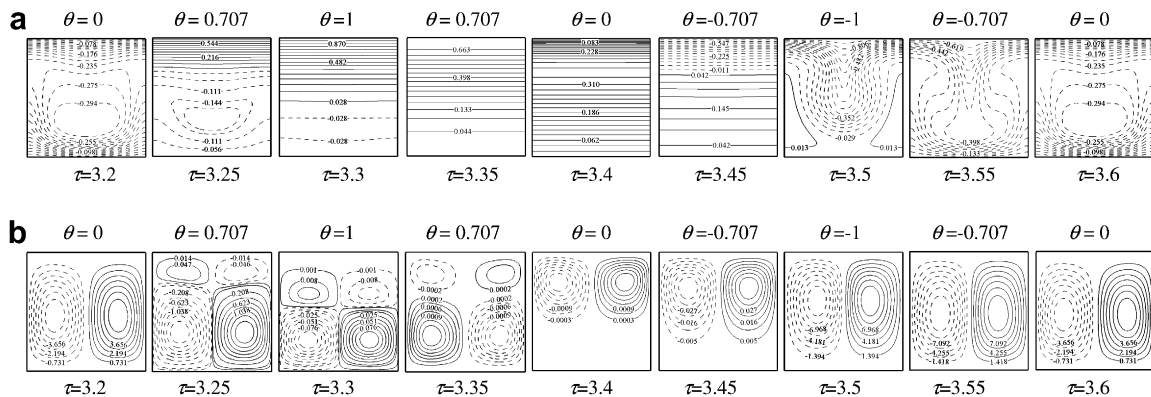 a θ = 0 θ = 0.707 θ = 1 θ = 0.707 θ = 0 θ = -0.707 θ = -1 θ = -0.707 θ = 0
-0.078 0.544 0.870 0.663 0.083 -0.547 -0.078
-0.176 0.216 0.482 0.398 0.228 -0.225 -0.176
-0.235 -0.111 0.028 0.133 0.310 -0.011 -0.235
-0.275 -0.144 -0.028 0.044 0.186 0.042 -0.352 -0.398 -0.275
-0.294 -0.111 -0.028 0.062 0.145 -0.029 -0.133 -0.294
-0.255 -0.056 0.042 0.013 0.013 -0.255
-0.098 -0.098
τ=3.2 τ=3.25 τ=3.3 τ=3.35 τ=3.4 τ=3.45 τ=3.5 τ=3.55 τ=3.6
b θ = 0 θ = 0.707 θ =1 θ = 0.707 θ = 0 θ = -0.707 θ = -1 θ = -0.707 θ = 0
0.014 -0.014 0.001 -0.001
0.047 -0.046 0.008 -0.008 -0.0002 0.0002
-0.208 0.208 -0.025 0.025 0.0002 -0.0002 -0.0009 0.0009 -0.027 0.027
-0.623 0.623 -0.051 0.0006 -0.0006 -0.0003 0.0003 -0.016 0.016
-1.038 -0.076 0.076 0.0009 -0.0009 -0.005 0.005
-3.656 3.656 -6.968 6.968 -7.092 7.092 -3.656 3.656
-2.194 2.194 -4.181 4.181 -4.255 4.255 -2.194 2.194
-0.731 0.731 -1.394 1.394 -1.418 1.418 -0.731 0.731
τ=3.2 τ=3.25 τ=3.3 τ=3.35 τ=3.4 τ=3.45 τ=3.5 τ=3.55 τ=3.6